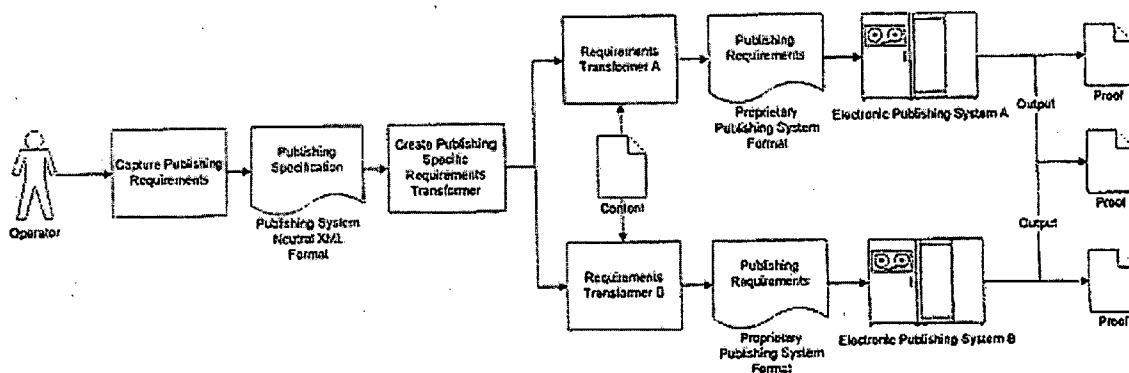 Operator
Capture Publishing
Requirements
Publishing
Specification
Publishing System
Neutral XML
Format
Create Publishing
Specific
Requirements
Transformer
Requirements
Transformer A
Publishing
Requirements
Proprietary
Publishing System
Format
Electronic Publishing System A
Output
Proof
Content
Proof
Output
Requirements
Transformer B
Publishing
Requirements
Proprietary
Publishing System
Format
Electronic Publishing System B
Proof